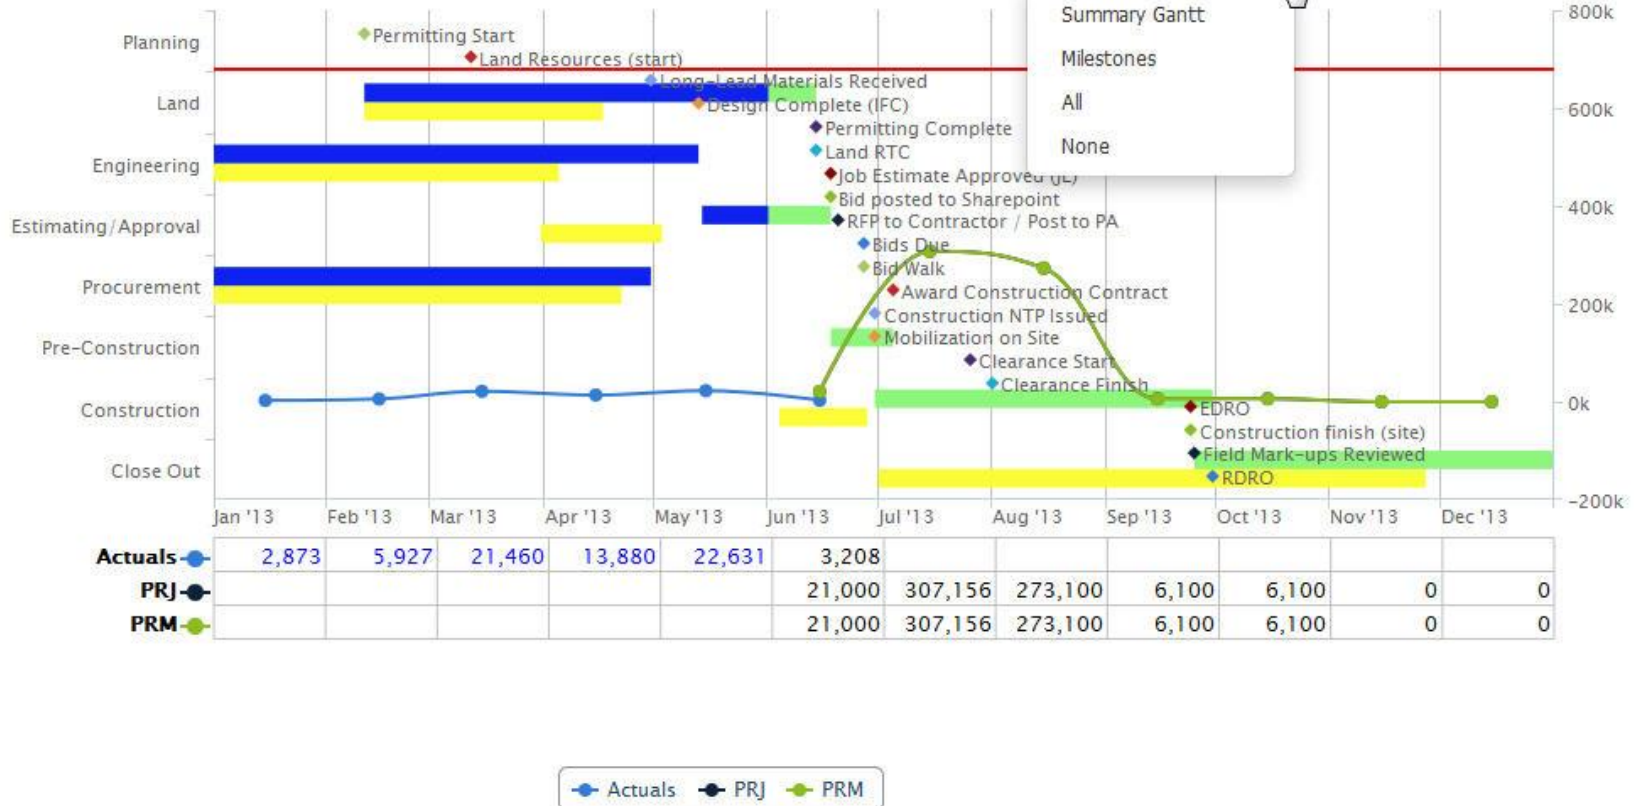 800k
Summary Gantt
Permitting Start
Planning
Land Resources (start)
Milestones
Long-Lead Materials Received
Land
Design Complete (IFC)
All
600k
Permitting Complete
None
Land RTC
Engineering
Job Estimate Approved (JE)
Bid posted to Sharepoint
400k
RFP to Contractor / Post to PA
Estimating/Approval
Bids Due
Bid Walk
Procurement
Award Construction Contract
200k
Construction NTP Issued
Mobilization on Site
Pre-Construction
Clearance Start
Clearance Finish
0k
Construction
EDRO
Construction finish (site)
Field Mark-ups Reviewed
Close Out
RDRO
-200k
Jan '13 Feb '13 Mar '13 Apr '13 May '13 Jun '13 Jul '13 Aug '13 Sep '13 Oct '13 Nov '13 Dec '13
Actuals 2,873 5,927 21,460 13,880 22,631 3,208
PRJ 21,000 307,156 273,100 6,100 6,100 0 0
PRM 21,000 307,156 273,100 6,100 6,100 0 0
Actuals PRJ PRM